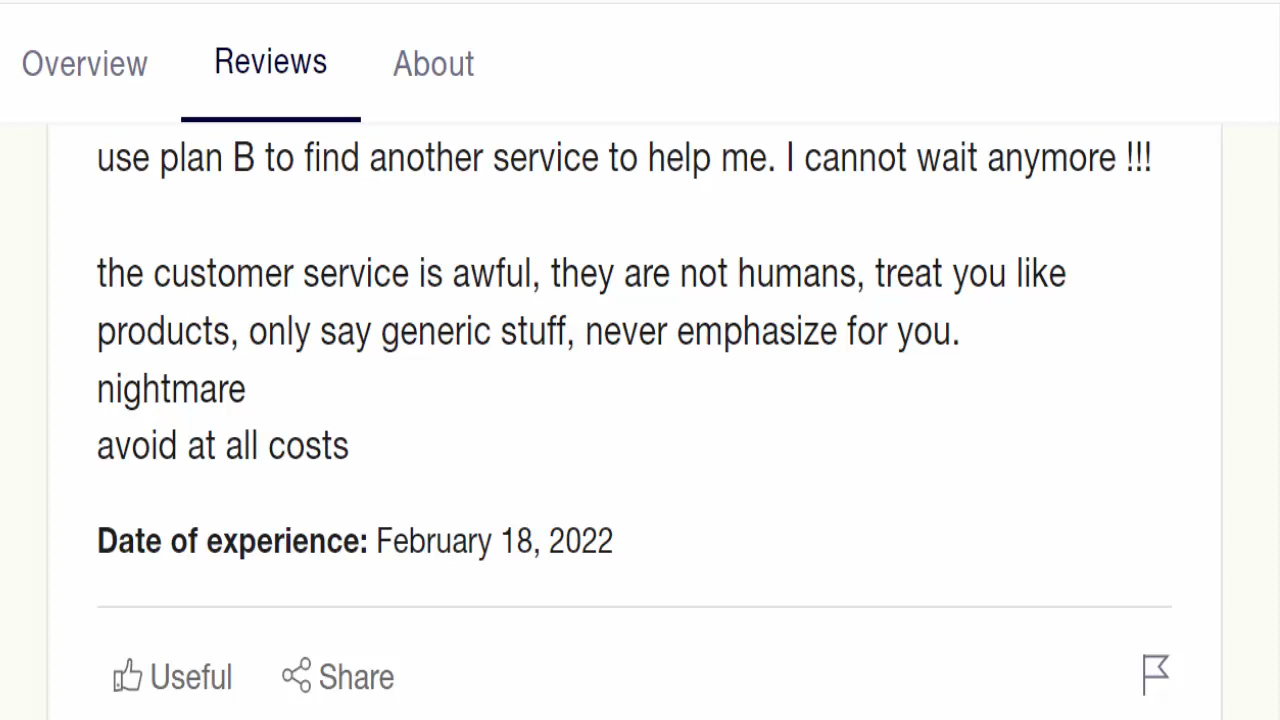 Overview Reviews About
use plan B to find another service to help me. I cannot wait anymore !!!
the customer service is awful, they are not humans, treat you like
products, only say generic stuff, never emphasize for you.
nightmare
avoid at all costs
Date of experience: February 18, 2022
Useful Share